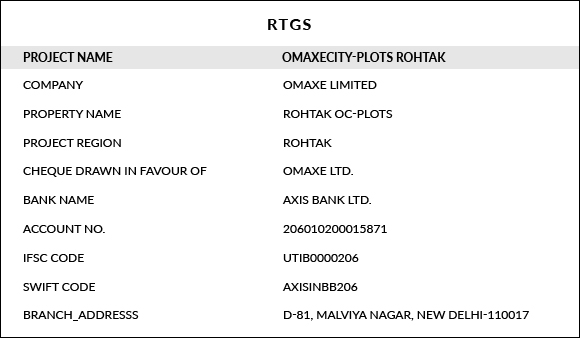 RTGS
PROJECT NAME OMAXECITY-PLOTS ROHTAK
COMPANY OMAXE LIMITED
PROPERTY NAME ROHTAK OC-PLOTS
PROJECT REGION ROHTAK
CHEQUE DRAWN IN FAVOUR OF OMAXE LTD.
BANK NAME AXIS BANK LTD.
ACCOUNT NO. 206010200015871
IFSC CODE UTIB0000206
SWIFT CODE AXISINBB206
BRANCH_ADDRESSS D-81, MALVIYA NAGAR, NEW DELHI-110017